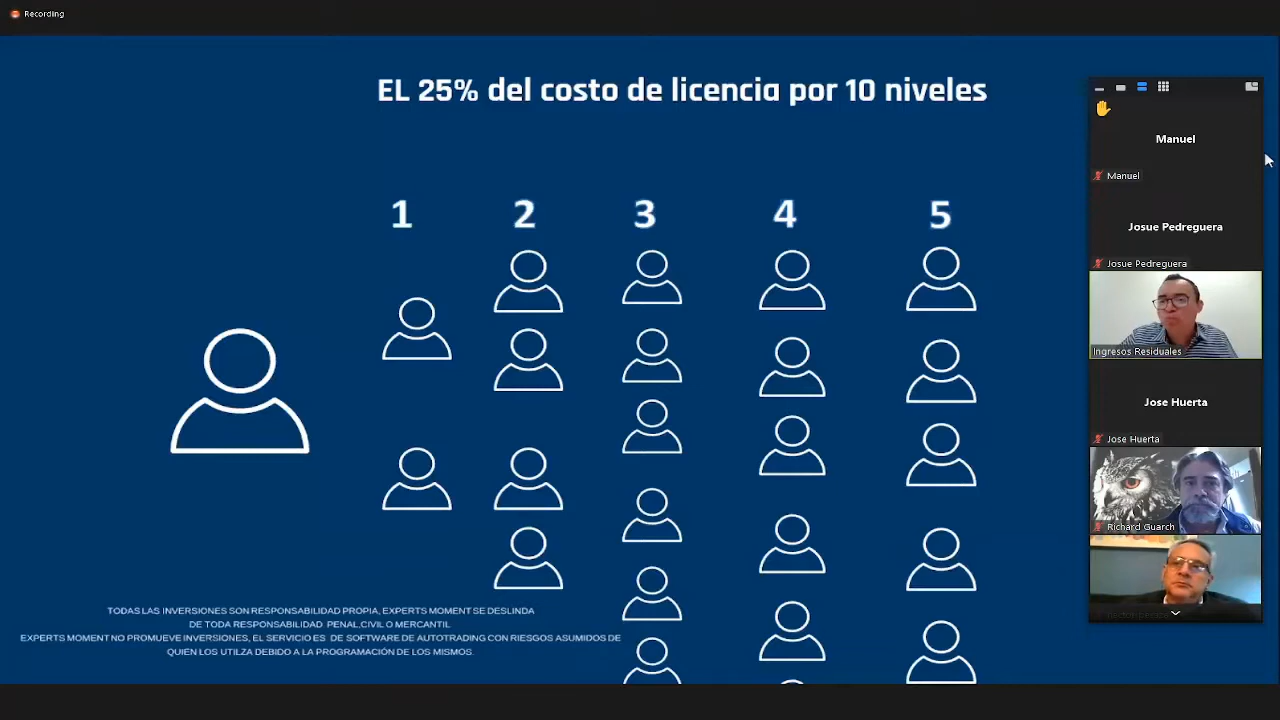 Recording
EL 25% del costo de licencia por 10 niveles
1 2 3 4 5
TODAS LAS INVERSIONES SON RESPONSABILIDAD PROPIA, EXPERTS MOMENT SE DESLINDA
DE TODA RESPONSABILIDAD PENAL,CIVIL O MERCANTIL
EXPERTS MOMENT NO PROMUEVE INVERSIONES, EL SERVICIO ES DE SOFTWARE DE AUTOTRADING CON RIESGOS ASUMIDOS DE
QUIEN LOS UTILZA DEBIDO A LA PROGRAMACIÓN DE LOS MISMOS.
Manuel
Manuel
Josue Pedreguera
Josue Pedreguera
Ingresos Residuales
Jose Huerta
Jose Huerta
Richard Guarch